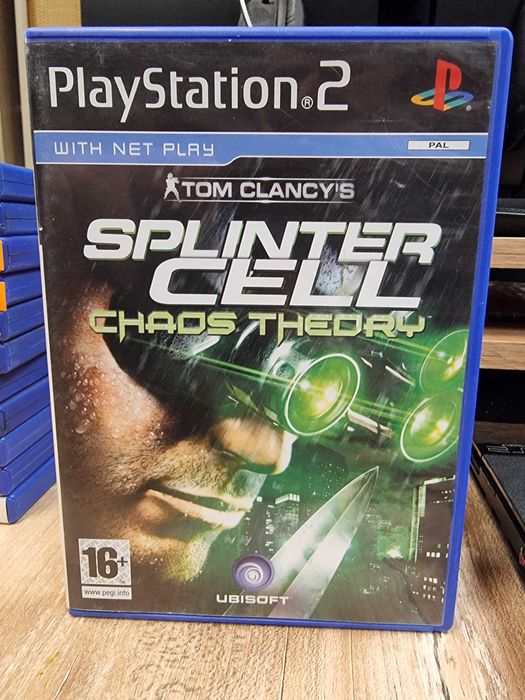 PlayStation®2
WITH NET PLAY
PAL
TOM CLANCY'S
SPLINTER
CELL
CHAOS THEORY
16+
www.pegi.info
UBISOFT